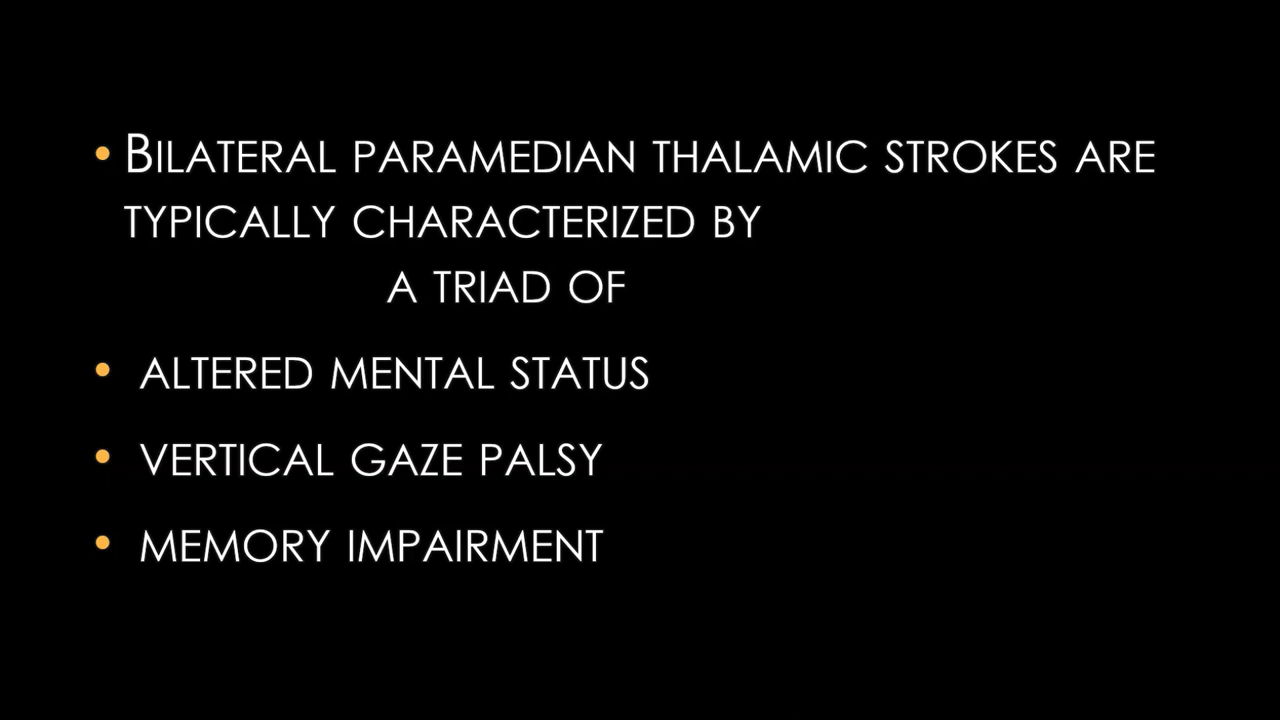 • BILATERAL PARAMEDIAN THALAMIC STROKES ARE
TYPICALLY CHARACTERIZED BY
A TRIAD OF
• ALTERED MENTAL STATUS
• VERTICAL GAZE PALSY
• MEMORY IMPAIRMENT